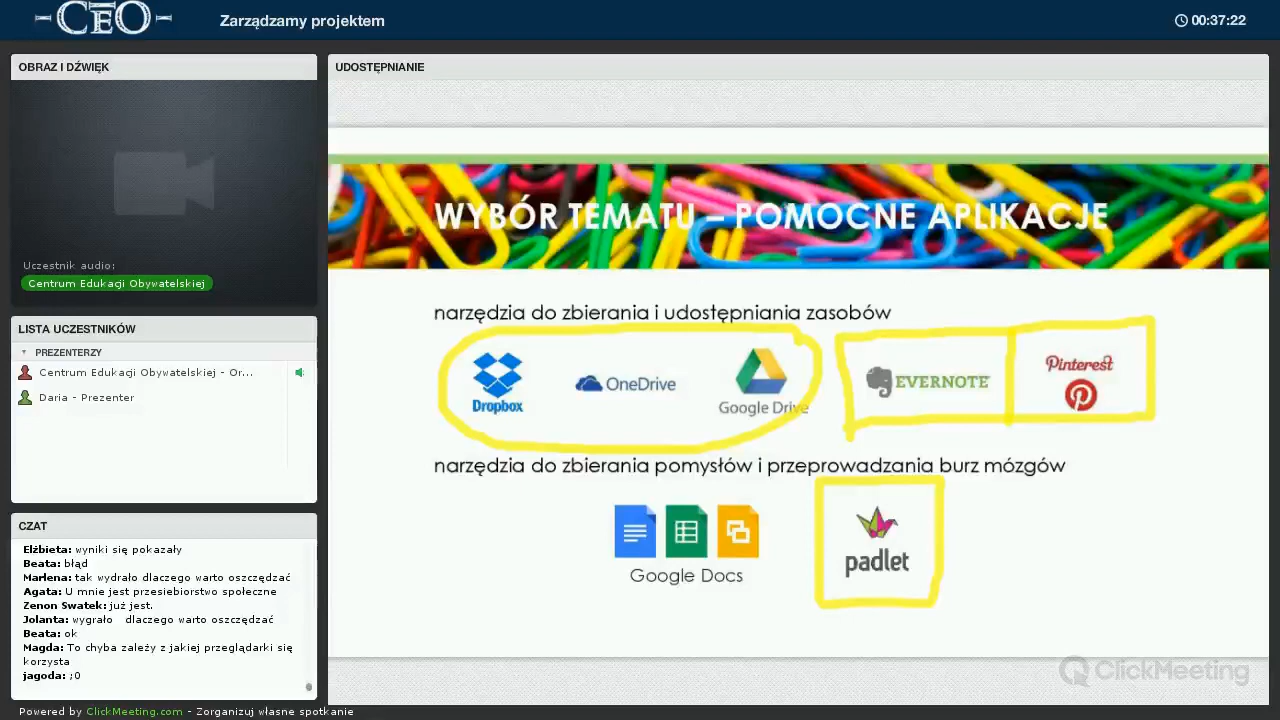 CEO
Zarządzamy projektem
00:37:22
OBRAZ I DŹWIĘK
Uczestnik audio:
Centrum Edukacji Obywatelskiej
LISTA UCZESTNIKÓW
PREZENTERZY
Centrum Edukacji Obywatelskiej - Or...
Daria - Prezenter
CZAT
Elżbieta: wyniki się pokazały
Beata: błąd
Marlena: tak wydrało dlaczego warto oszczędzać
Agata: U mnie jest przesiebiorstwo społeczne
Zenon Swatek: już jest.
Jolanta: wygrało dlaczego warto oszczędzać
Beata: ok
Magda: To chyba zależy z jakiej przeglądarki się
korzysta
jagoda: ;0
UDOSTĘPNIANIE
WYBÓR TEMATU – POMOCNE APLIKACJE
narzędzia do zbierania i udostępniania zasobów
Dropbox
OneDrive
Google Drive
EVERNOTE
Pinterest
narzędzia do zbierania pomysłów i przeprowadzania burz mózgów
Google Docs
padlet
ClickMeeting
Powered by ClickMeeting.com - Zorganizuj własne spotkanie